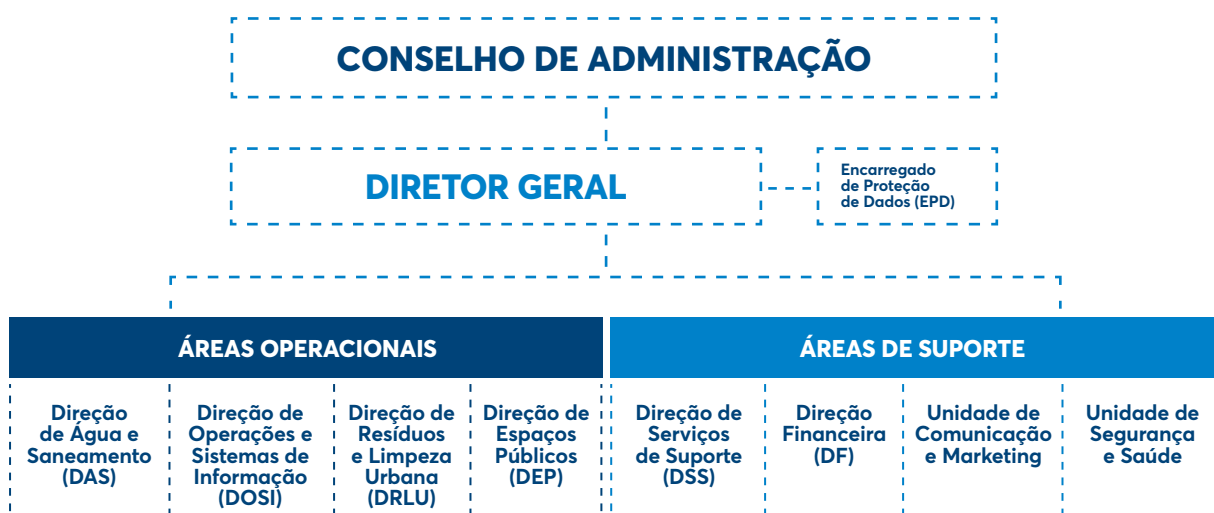 CONSELHO DE ADMINISTRAÇÃO
DIRETOR GERAL
Encarregado
de Proteção
de Dados (EPD)
ÁREAS OPERACIONAIS
ÁREAS DE SUPORTE
Direção
de Água e
Saneamento
(DAS)
Direção de
Operações e
Sistemas de
Informação
(DOSI)
Direção de
Resíduos
e Limpeza
Urbana
(DRLU)
Direção de
Espaços
Públicos
(DEP)
Direção de
Serviços
de Suporte
(DSS)
Direção
Financeira
(DF)
Unidade de
Comunicação
e Marketing
Unidade de
Segurança
e Saúde